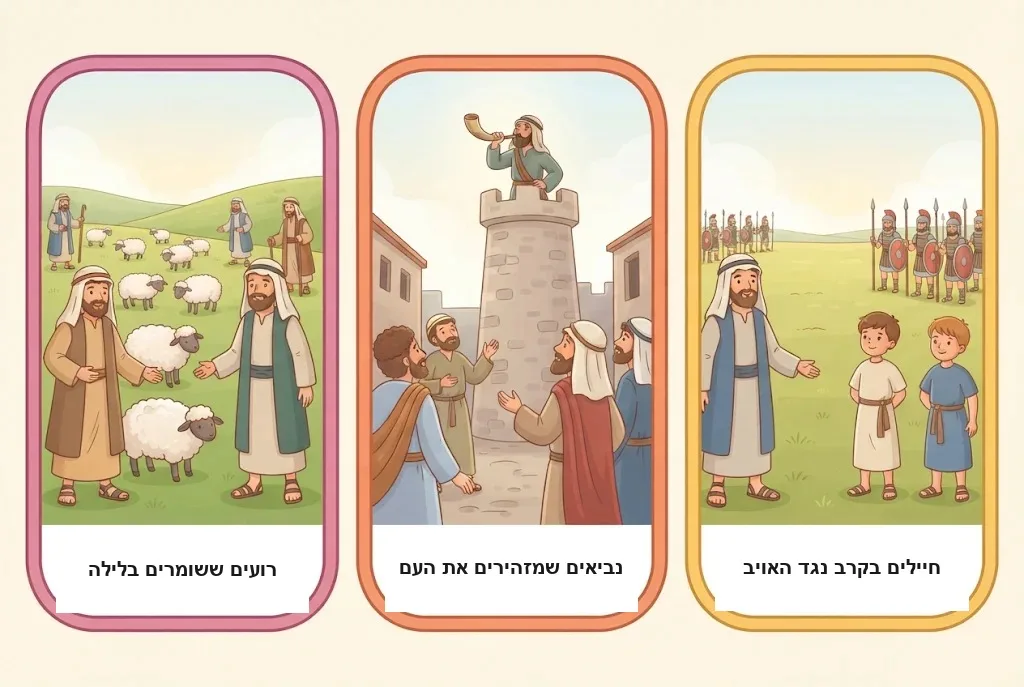 חיילים בקרב נגד האויב
נביאים שמזהירים את העם
רועים ששומרים בלילה